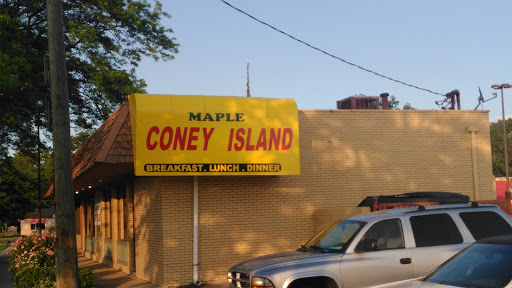 MAPLE
CONEY ISLAND
BREAKFAST. LUNCH. DINNER